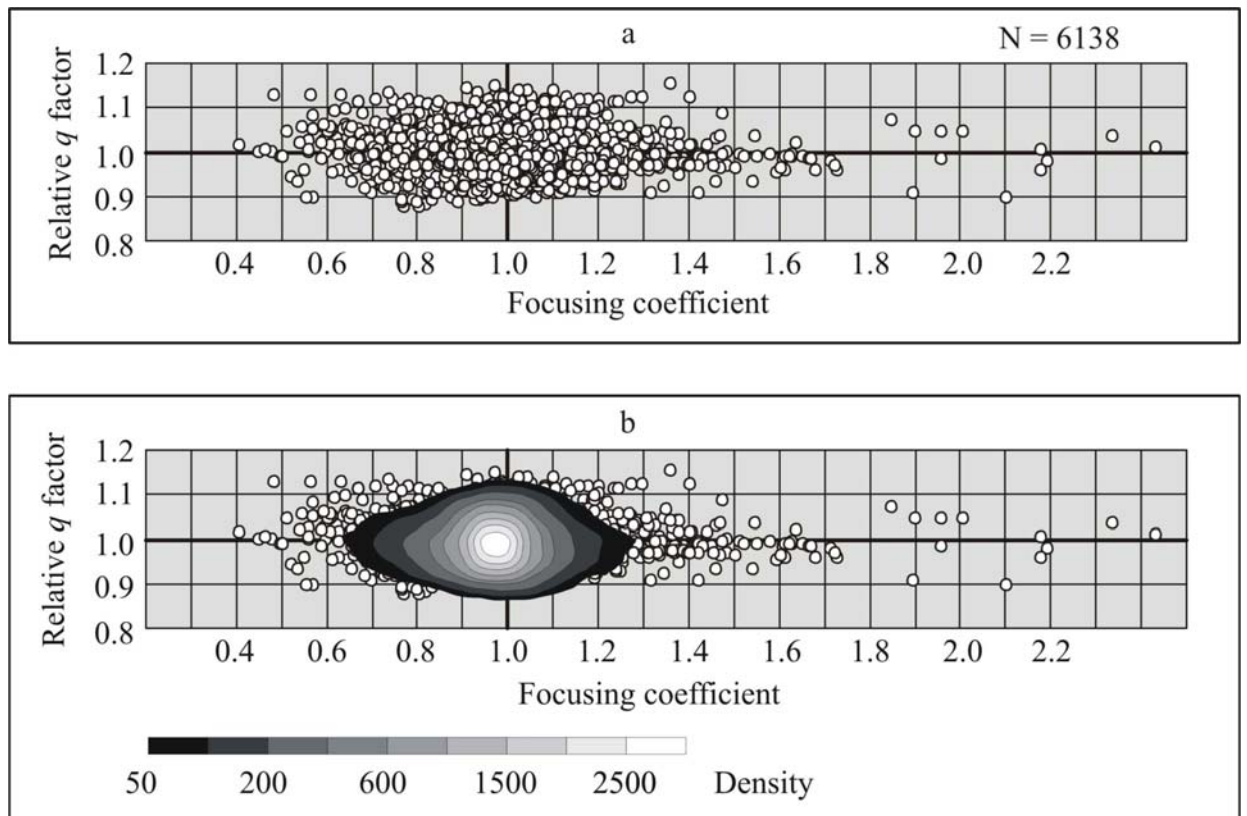 a
N = 6138
Relative q factor
1.2
1.1
1.0
0.9
0.8
0.4 0.6 0.8 1.0 1.2 1.4 1.6 1.8 2.0 2.2
Focusing coefficient
b
Relative q factor
1.2
1.1
1.0
0.9
0.8
0.4 0.6 0.8 1.0 1.2 1.4 1.6 1.8 2.0 2.2
Focusing coefficient
50 200 600 1500 2500 Density